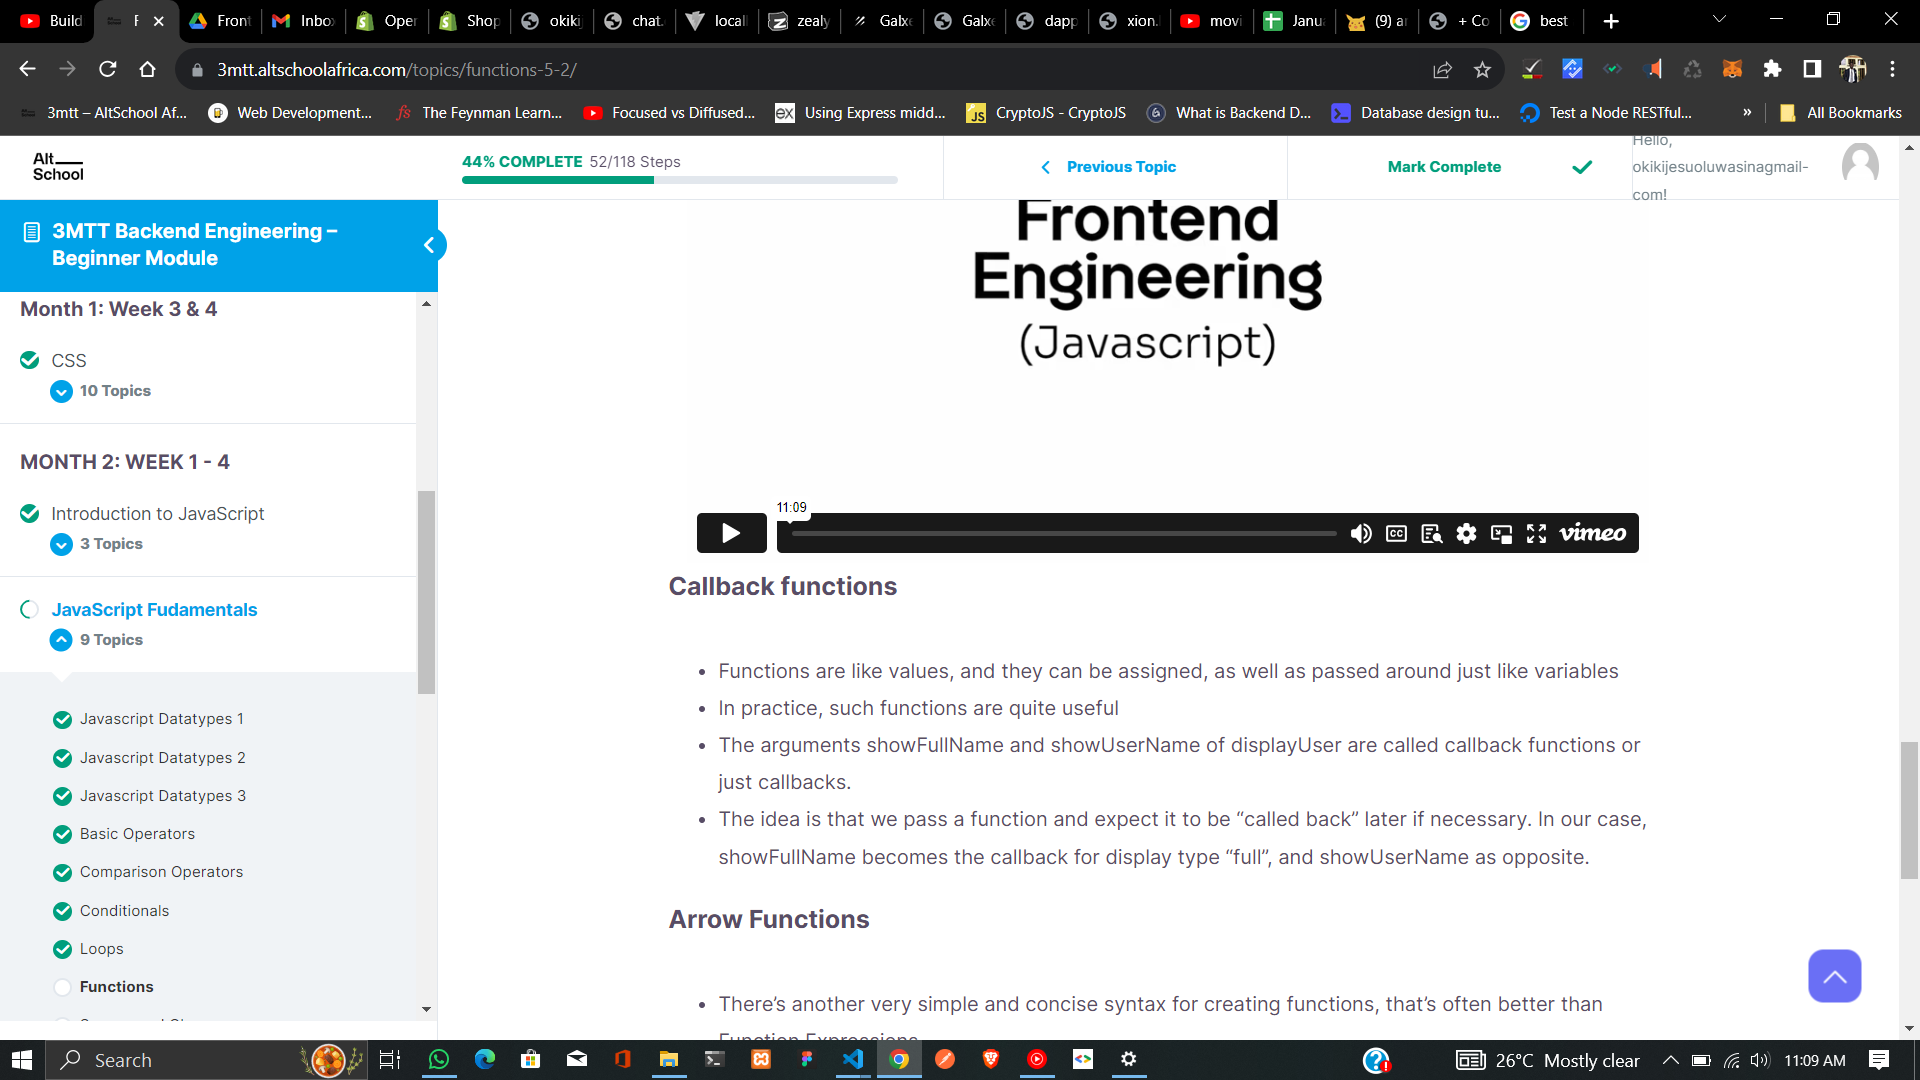 Build
F
Front
Inbo
Oper
Shop
okiki
chat.
locall
zealy
Galxe
Galxe
dapp
xion.
movi
Janua
(9) ar
+ Co
best
3mtt.altschoolafrica.com/topics/functions-5-2/
3mtt – AltSchool Af...
Web Development...
The Feynman Learn...
Focused vs Diffused...
Using Express midd...
CryptoJS - CryptoJS
What is Backend D...
Database design tu...
Test a Node RESTful...
»
All Bookmarks
Alt
School
44% COMPLETE 52/118 Steps
Previous Topic
Mark Complete
Hello,
okikijesuoluwasinagmail-
com!
3MTT Backend Engineering –
Beginner Module
Month 1: Week 3 & 4
CSS
10 Topics
MONTH 2: WEEK 1 - 4
Introduction to JavaScript
3 Topics
JavaScript Fudamentals
9 Topics
Javascript Datatypes 1
Javascript Datatypes 2
Javascript Datatypes 3
Basic Operators
Comparison Operators
Conditionals
Loops
Functions
Frontend
Engineering
(Javascript)
11:09
CC
vimeo
Callback functions
• Functions are like values, and they can be assigned, as well as passed around just like variables
• In practice, such functions are quite useful
• The arguments showFullName and showUserName of displayUser are called callback functions or
just callbacks.
• The idea is that we pass a function and expect it to be “called back” later if necessary. In our case,
showFullName becomes the callback for display type “full”, and showUserName as opposite.
Arrow Functions
• There’s another very simple and concise syntax for creating functions, that’s often better than
Function Expressions
Search
26°C Mostly clear
11:09 AM